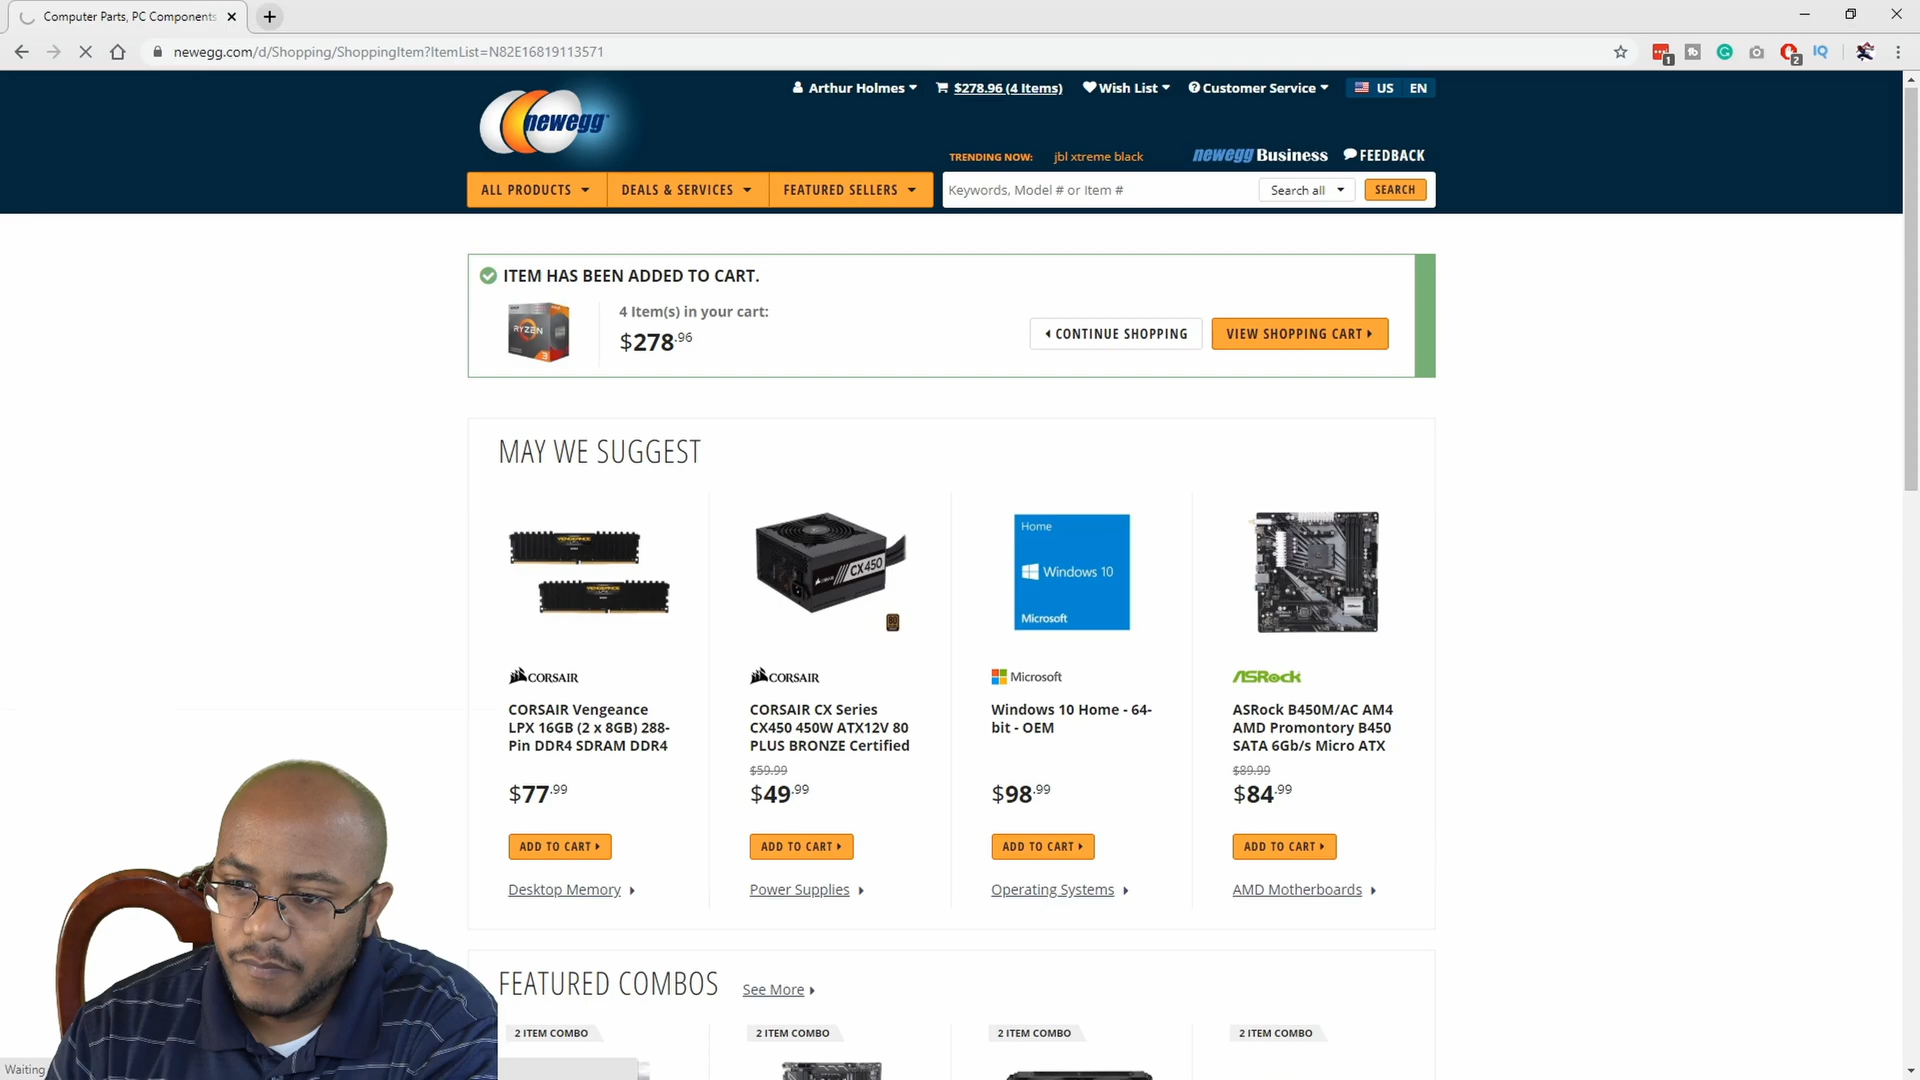 Computer Parts, PC Components
newegg.com/d/Shopping/ShoppingItem?ItemList=N82E16819113571
1
2
IQ
Arthur Holmes
$278.96 (4 Items)
Wish List
Customer Service
US
EN
newegg
TRENDING NOW:
jbl xtreme black
newegg Business
FEEDBACK
ALL PRODUCTS
DEALS & SERVICES
FEATURED SELLERS
Keywords, Model # or Item #
Search all
SEARCH
ITEM HAS BEEN ADDED TO CART.
RYZEN
3
4 Item(s) in your cart:
$278.96
CONTINUE SHOPPING
VIEW SHOPPING CART
MAY WE SUGGEST
VENGEANCE
VENGEANCE
CX450
80
Home
Windows 10
Microsoft
CORSAIR
CORSAIR
Microsoft
ASRock
CORSAIR Vengeance
LPX 16GB (2 x 8GB) 288-
Pin DDR4 SDRAM DDR4
$77.99
ADD TO CART
Desktop Memory
CORSAIR CX Series
CX450 450W ATX12V 80
PLUS BRONZE Certified
$59.99
$49.99
ADD TO CART
Power Supplies
Windows 10 Home - 64-
bit - OEM
$98.99
ADD TO CART
Operating Systems
ASRock B450M/AC AM4
AMD Promontory B450
SATA 6Gb/s Micro ATX
$89.99
$84.99
ADD TO CART
AMD Motherboards
FEATURED COMBOS
See More
2 ITEM COMBO
2 ITEM COMBO
2 ITEM COMBO
2 ITEM COMBO
Waiting